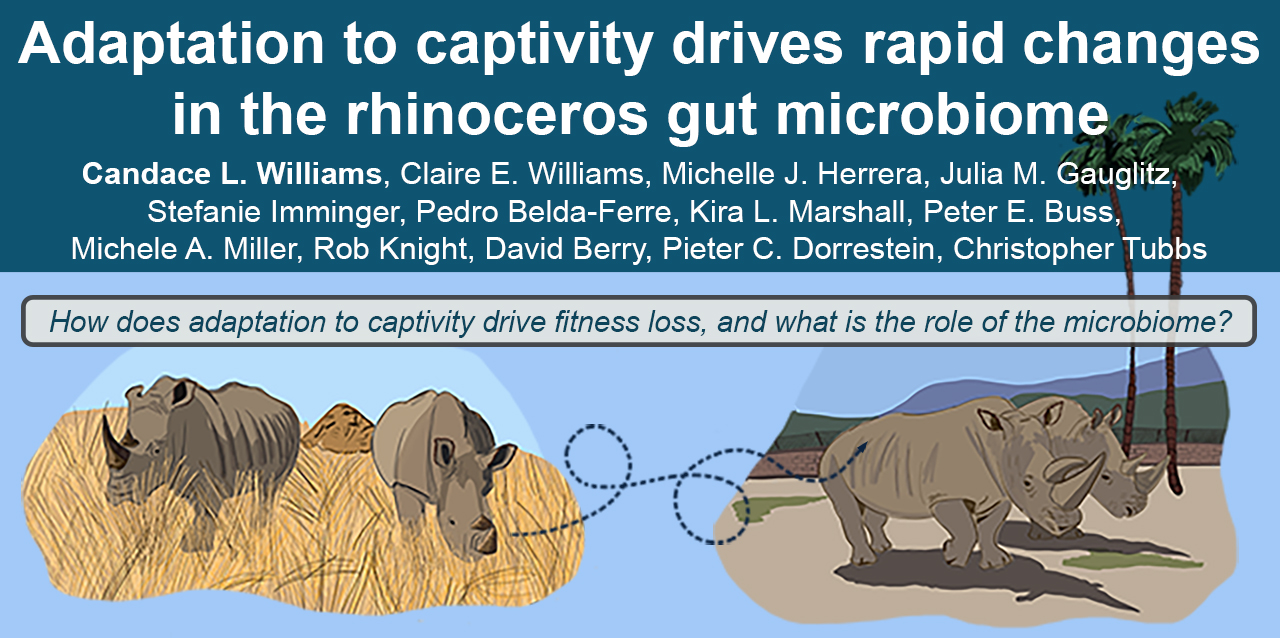 Adaptation to captivity drives rapid changes
in the rhinoceros gut microbiome
Candace L. Williams, Claire E. Williams, Michelle J. Herrera, Julia M. Gauglitz,
Stefanie Imminger, Pedro Belda-Ferre, Kira L. Marshall, Peter E. Buss,
Michele A. Miller, Rob Knight, David Berry, Pieter C. Dorrestein, Christopher Tubbs
How does adaptation to captivity drive fitness loss, and what is the role of the microbiome?